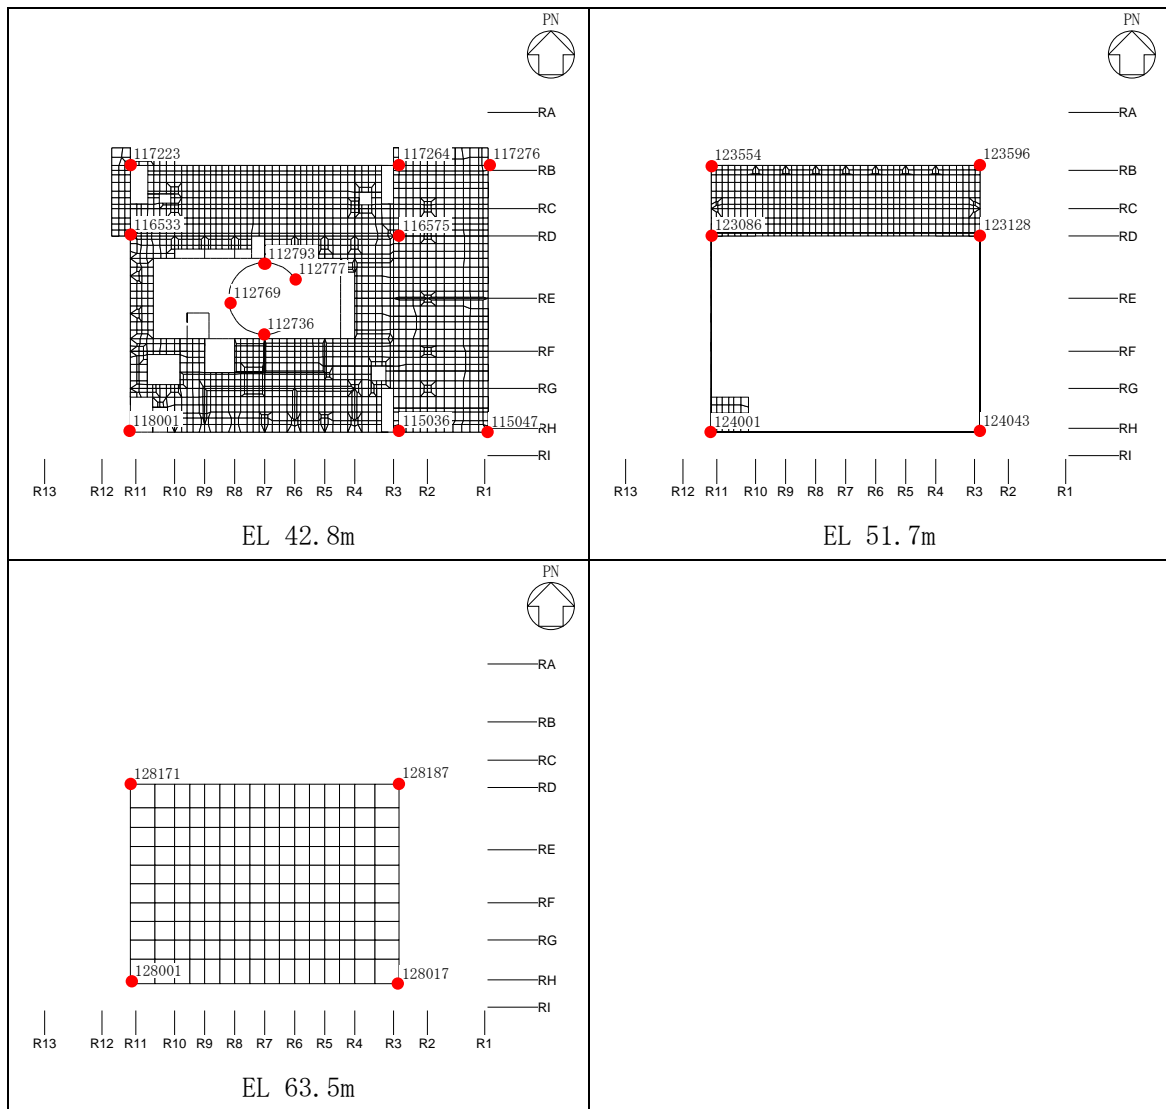 PN
RA
117223
117264
117276
RB
RC
116533
116575
RD
112793
112777
112769
RE
112736
RF
RG
118001
115036
115047
RH
RI
R13
R12
R11
R10
R9
R8
R7
R6
R5
R4
R3
R2
R1
EL 42.8m
PN
RA
123554
123596
RB
RC
123086
123128
RD
RE
RF
RG
124001
124043
RH
RI
R13
R12
R11
R10
R9
R8
R7
R6
R5
R4
R3
R2
R1
EL 51.7m
PN
RA
RB
RC
128171
128187
RD
RE
RF
RG
128001
128017
RH
RI
R13
R12
R11
R10
R9
R8
R7
R6
R5
R4
R3
R2
R1
EL 63.5m